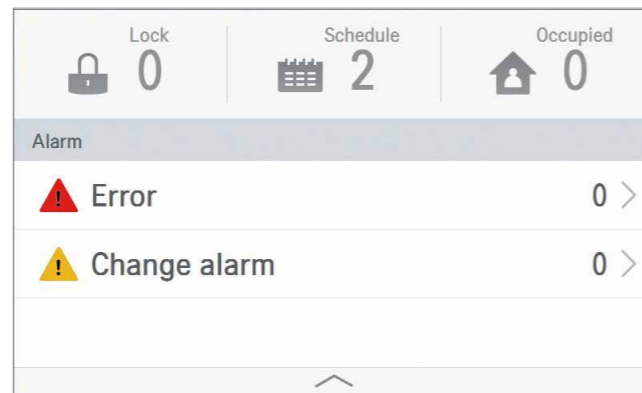 Lock Schedule Occupied
0 2 0
Alarm
Error 0
Change alarm 0